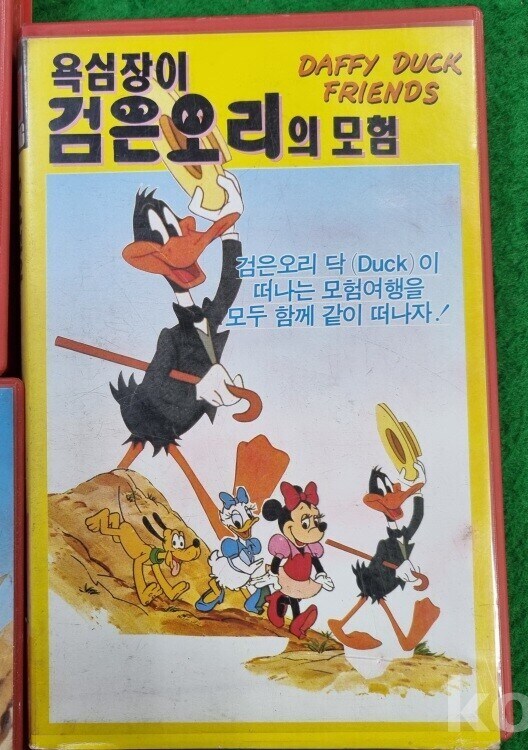 욕심장이
검은오리의 모험
DAFFY DUCK
FRIENDS
검은오리 닥 (Duck)이
떠나는 모험여행을
모두 함께 같이 떠나자.!
ko